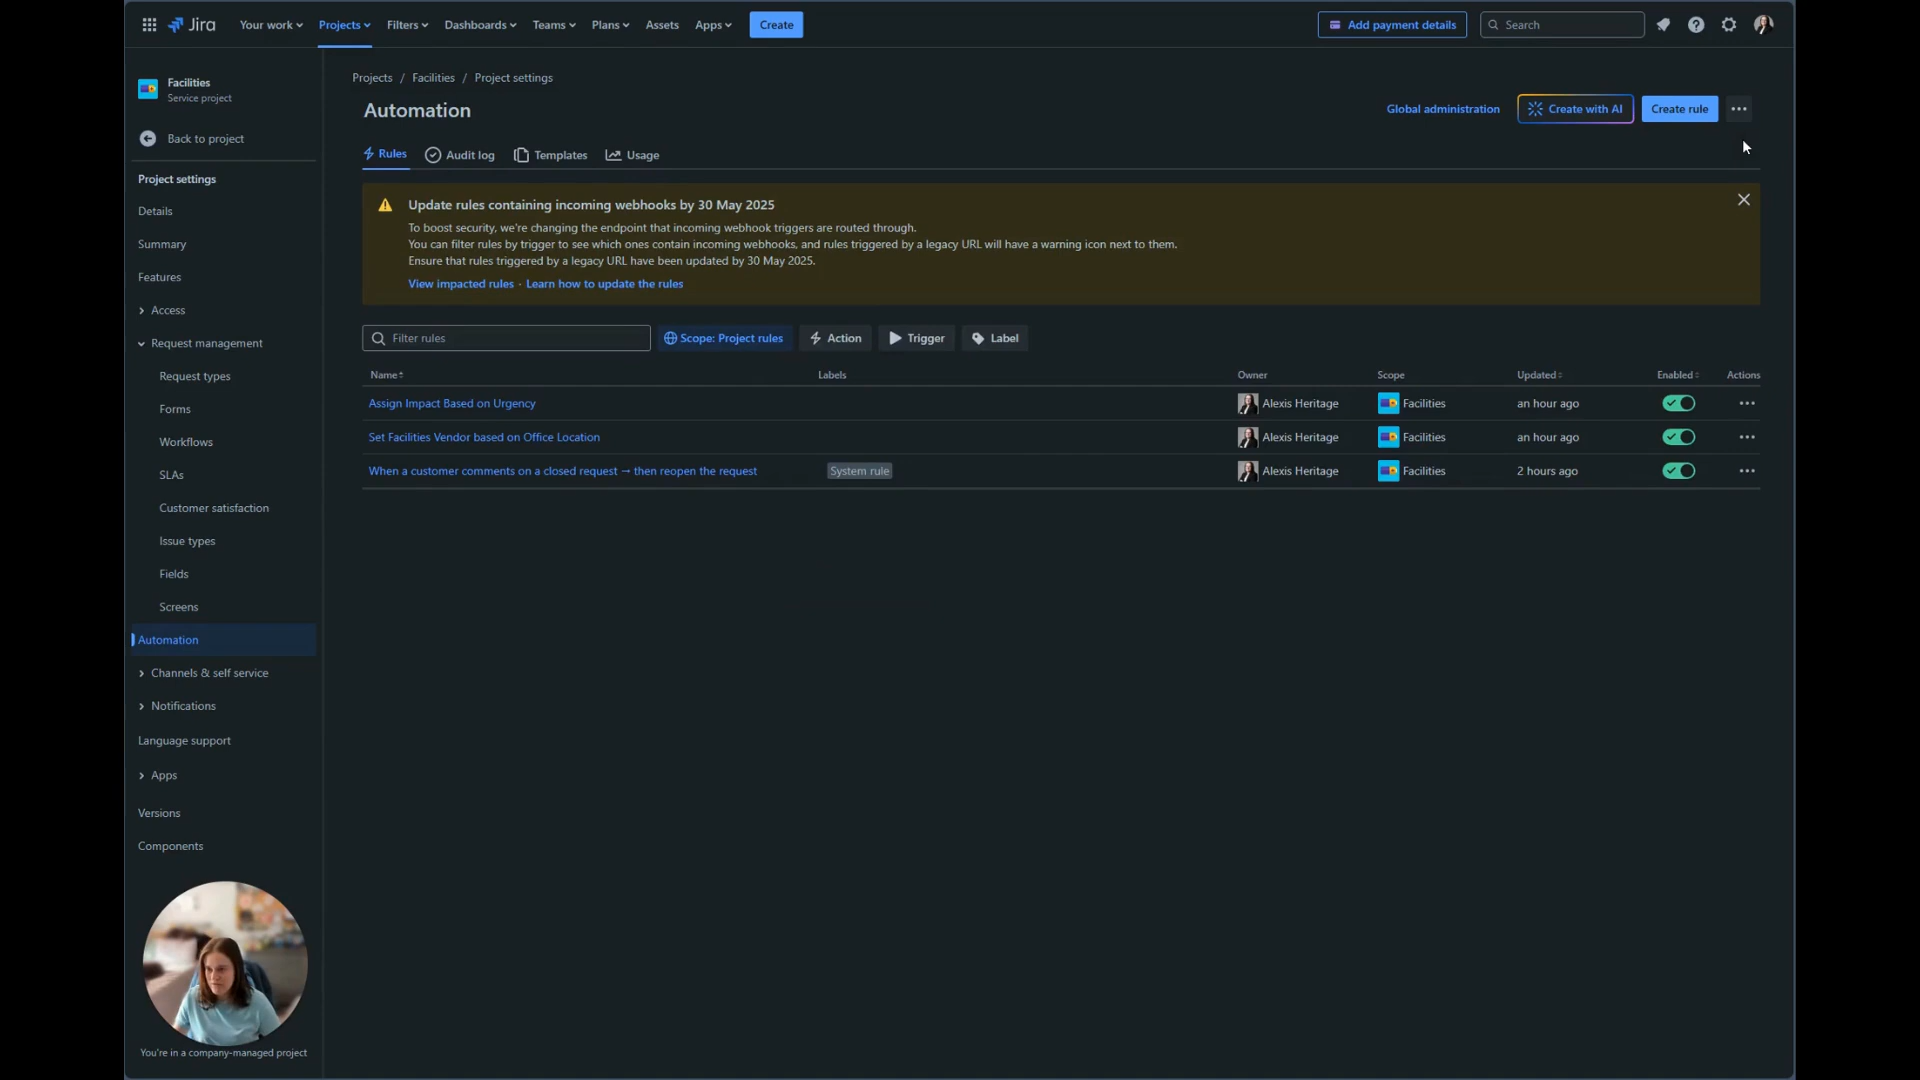 Jira
Your work
Projects
Filters
Dashboards
Teams
Plans
Assets
Apps
Create
Add payment details
Search
Facilities
Service project
Back to project
Project settings
Details
Summary
Features
Access
Request management
Request types
Forms
Workflows
SLAs
Customer satisfaction
Issue types
Fields
Screens
Automation
Channels & self service
Notifications
Language support
Apps
Versions
Components
You're in a company-managed project
Projects / Facilities / Project settings
Automation
Global administration
Create with AI
Create rule
Rules
Audit log
Templates
Usage
Update rules containing incoming webhooks by 30 May 2025
To boost security, we're changing the endpoint that incoming webhook triggers are routed through.
You can filter rules by trigger to see which ones contain incoming webhooks, and rules triggered by a legacy URL will have a warning icon next to them.
Ensure that rules triggered by a legacy URL have been updated by 30 May 2025.
View impacted rules · Learn how to update the rules
Filter rules
Scope: Project rules
Action
Trigger
Label
Name Labels Owner Scope Updated Enabled Actions
Assign Impact Based on Urgency Alexis Heritage Facilities an hour ago
Set Facilities Vendor based on Office Location Alexis Heritage Facilities an hour ago
When a customer comments on a closed request → then reopen the request System rule Alexis Heritage Facilities 2 hours ago